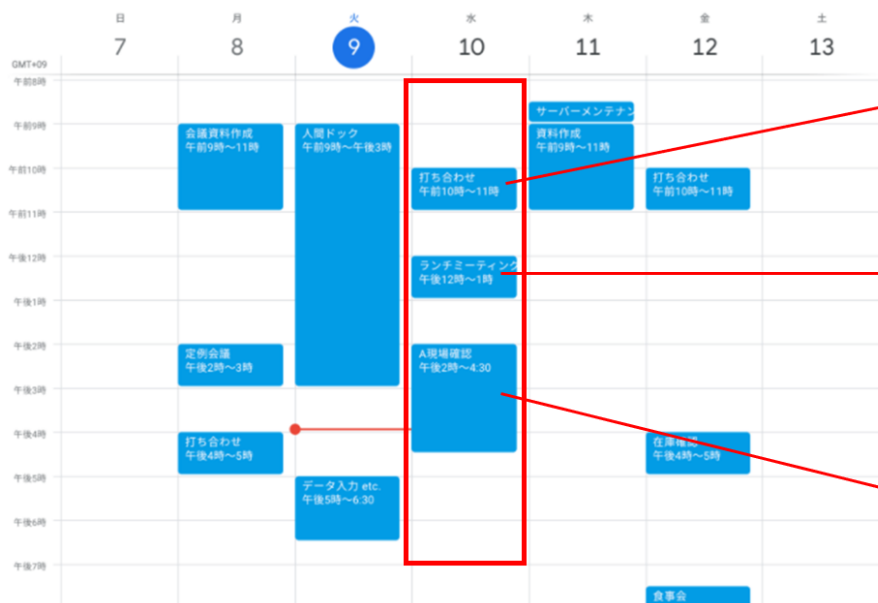 日 月 火 水 木 金 土
7 8 9 10 11 12 13
GMT+09
午前8時
午前9時
午前10時
午前11時
午後12時
午後1時
午後2時
午後3時
午後4時
午後5時
午後6時
午後7時
会議資料作成
午前9時～11時
定例会議
午後2時～3時
打ち合わせ
午後4時～5時
人間ドック
午前9時～午後3時
データ入力 etc.
午後5時～6:30
打ち合わせ
午前10時～11時
ランチミーティング
午後12時～1時
A現場確認
午後2時～4:30
サーバーメンテナン
資料作成
午前9時～11時
打ち合わせ
午前10時～11時
在庫確認
午後4時～5時
食事会